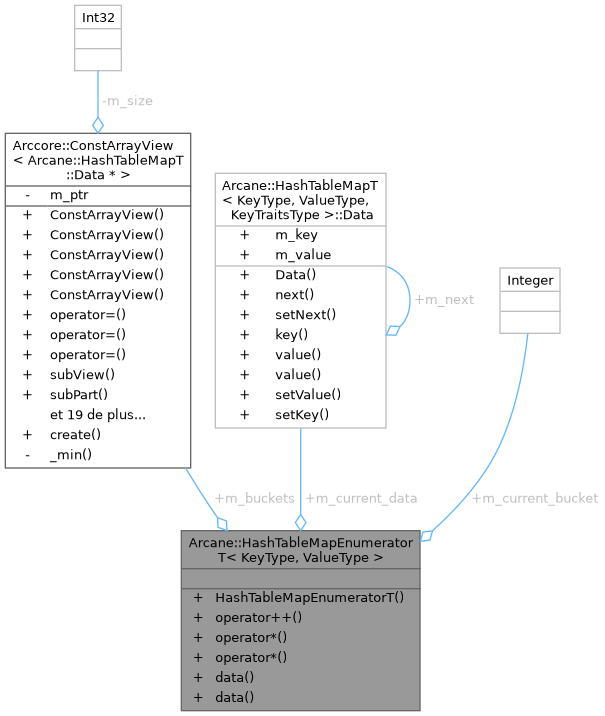 Int32
-m_size
Arccore::ConstArrayView
< Arcane::HashTableMapT
::Data * >
- m_ptr
+ ConstArrayView()
+ ConstArrayView()
+ ConstArrayView()
+ ConstArrayView()
+ ConstArrayView()
+ operator=()
+ operator=()
+ operator=()
+ subView()
+ subPart()
et 19 de plus...
+ create()
- _min()
Arcane::HashTableMapT
< KeyType, ValueType,
KeyTraitsType >::Data
+ m_key
+ m_value
+ Data()
+ next()
+ setNext()
+ key()
+ value()
+ value()
+ setValue()
+ setKey()
+m_next
Integer
+m_buckets
+m_current_data
+m_current_bucket
Arcane::HashTableMapEnumerator
T< KeyType, ValueType >
+ HashTableMapEnumeratorT()
+ operator++()
+ operator*()
+ operator*()
+ data()
+ data()